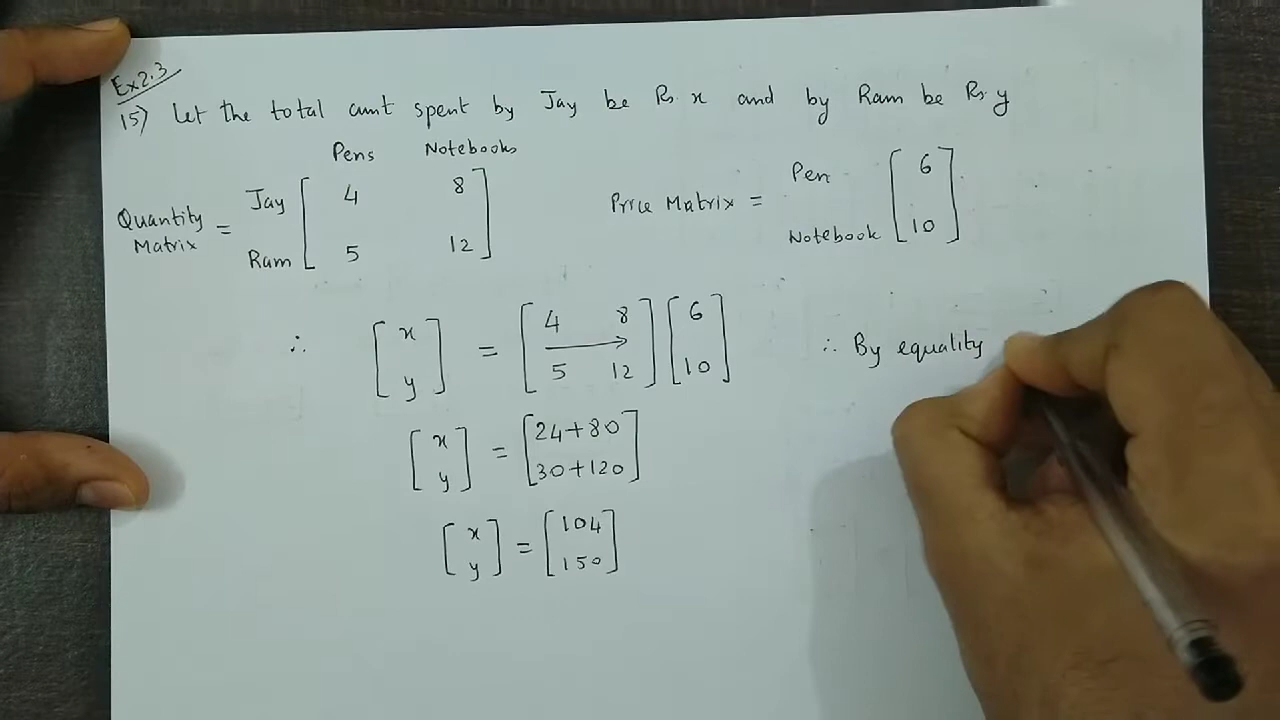 Ex 2.3
15) Let the total amt spent by Jay be Rs. x and by Ram be Rs. y
Pens Notebooks
Quantity Matrix = Jay [ 4 8 ]
Ram [ 5 12 ]
Price Matrix = Pen [ 6 ]
Notebook [ 10 ]
∴ [ x y ] = [ 4 8 5 12 ] [ 6 10 ]
[ x y ] = [ 24+80 30+120 ]
[ x y ] = [ 104 150 ]
∴ By equality